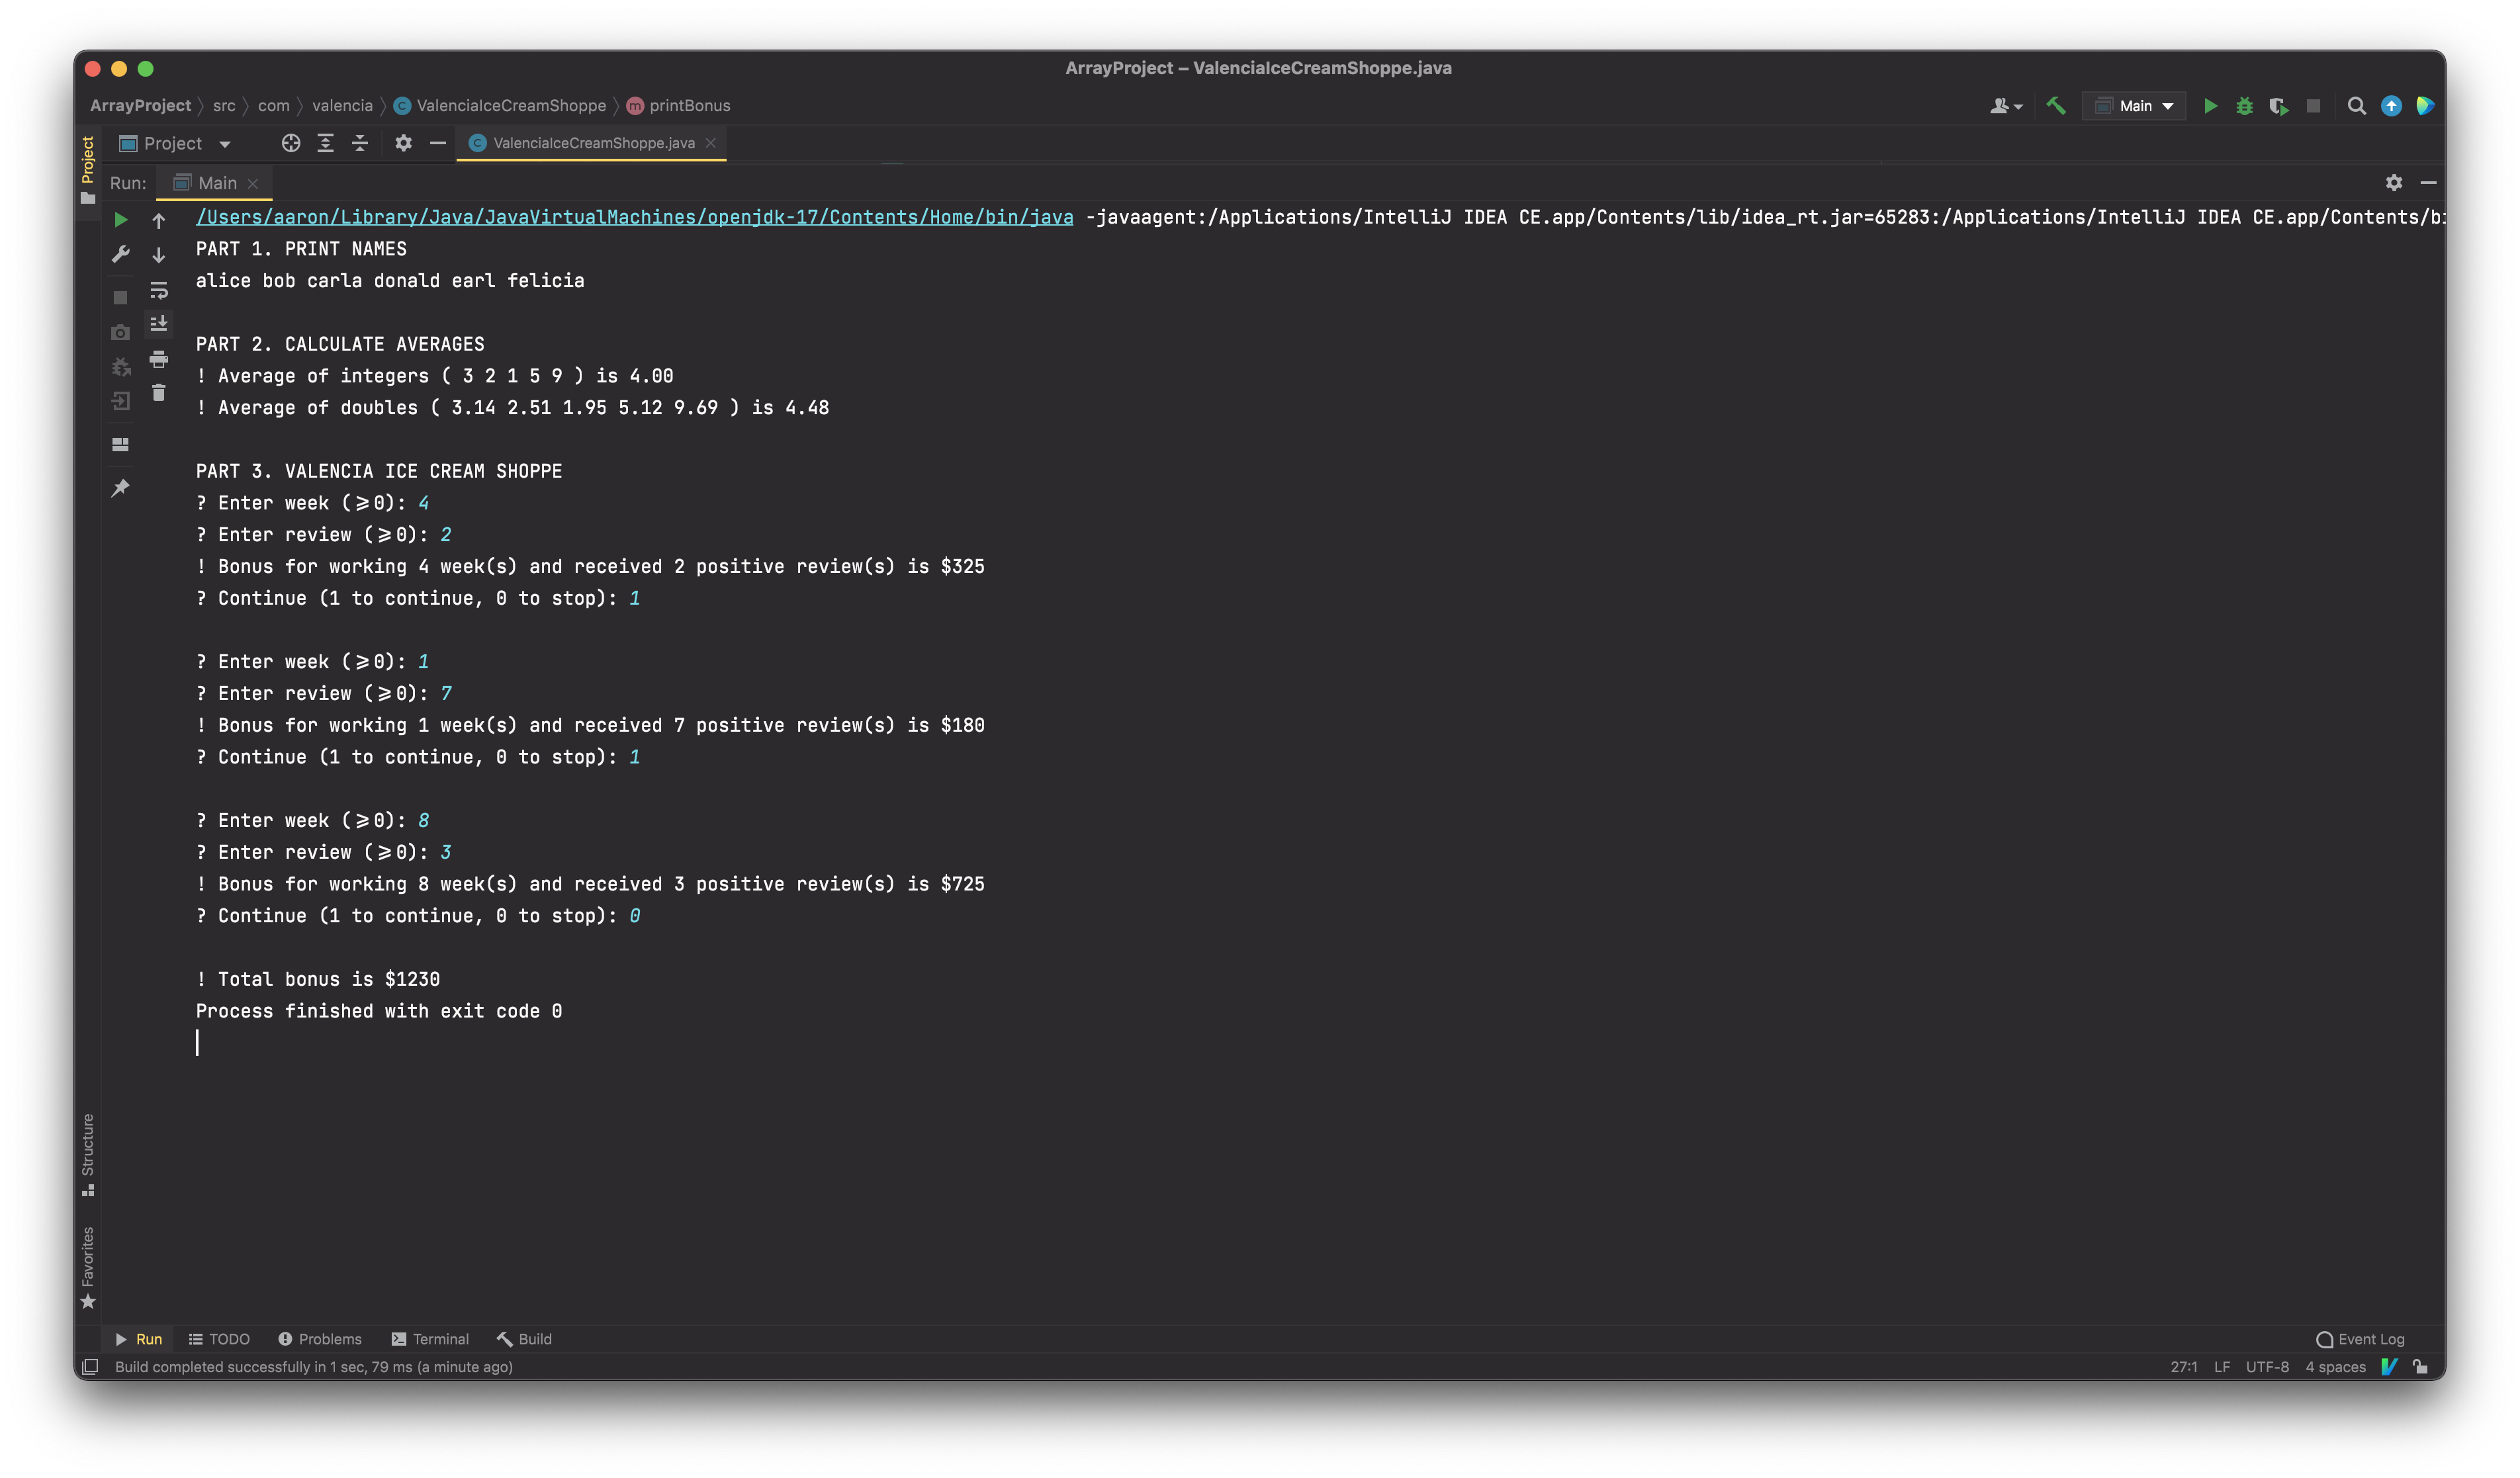 ArrayProject – ValenciaIceCreamShoppe.java
ArrayProject src com valencia ValenciaIceCreamShoppe printBonus
Main
Project
Project ValenciaIceCreamShoppe.java
Run: Main
/Users/aaron/Library/Java/JavaVirtualMachines/openjdk-17/Contents/Home/bin/java -javaagent:/Applications/IntelliJ IDEA CE.app/Contents/lib/idea_rt.jar=65283:/Applications/IntelliJ IDEA CE.app/Contents/bi
PART 1. PRINT NAMES
alice bob carla donald earl felicia
PART 2. CALCULATE AVERAGES
! Average of integers ( 3 2 1 5 9 ) is 4.00
! Average of doubles ( 3.14 2.51 1.95 5.12 9.69 ) is 4.48
PART 3. VALENCIA ICE CREAM SHOPPE
? Enter week (>=0): 4
? Enter review (>=0): 2
! Bonus for working 4 week(s) and received 2 positive review(s) is $325
? Continue (1 to continue, 0 to stop): 1
? Enter week (>=0): 1
? Enter review (>=0): 7
! Bonus for working 1 week(s) and received 7 positive review(s) is $180
? Continue (1 to continue, 0 to stop): 1
? Enter week (>=0): 8
? Enter review (>=0): 3
! Bonus for working 8 week(s) and received 3 positive review(s) is $725
? Continue (1 to continue, 0 to stop): 0
! Total bonus is $1230
Process finished with exit code 0
Structure
Favorites
Run TODO Problems Terminal Build Event Log
Build completed successfully in 1 sec, 79 ms (a minute ago) 27:1 LF UTF-8 4 spaces